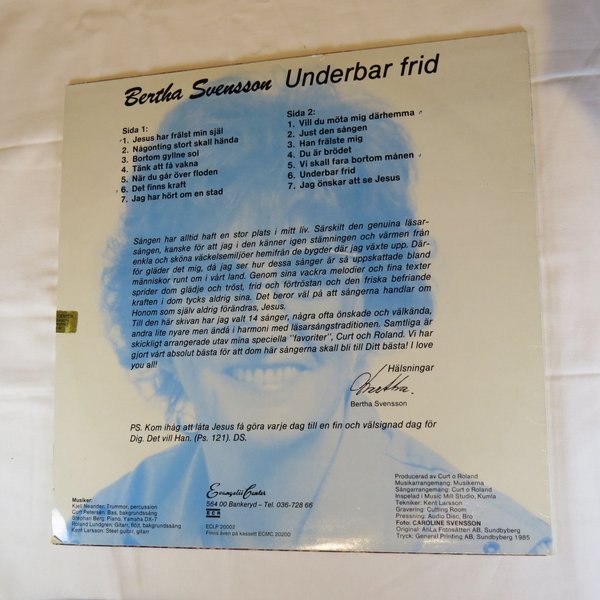 Bertha Svensson Underbar frid
Sida 1:
1. Jesus har frälst min själ
2. Någonting stort skall hända
3. Bortom gyllne sol
4. Tänk att få vakna
5. När du går över floden
6. Det finns kraft
7. Jag har hört om en stad
Sida 2:
1. Vill du möta mig därhemma
2. Just den sången
3. Han frälste mig
4. Du är brödet
5. Vi skall fara bortom månen
6. Underbar frid
7. Jag önskar att se Jesus
Sången har alltid haft en stor plats i mitt liv. Särskilt den genuina läsar-
sången, kanske för att jag i den känner igen stämningen och värmen från
enkla och sköna väckelsemiljöer hemifrån de bygder där jag växte upp. Där-
för gläder det mig, då jag ser hur dessa sånger är så uppskattade bland
människor runt om i vårt land. Genom sina vackra melodier och fina texter
sprider dom glädje och tröst, frid och förtröstan och den friska befriande
kraften i dom tycks aldrig sina. Det beror väl på att sångerna handlar om
Honom som själv aldrig förändras, Jesus.
Till den här skivan har jag valt 14 sånger, några ofta önskade och välkända,
andra lite nyare men ändå i harmoni med läsarsångstraditionen. Samtliga är
skickligt arrangerade utav mina speciella "favoriter", Curt och Roland. Vi har
gjort vårt absolut bästa för att dom här sångerna skall bli till Ditt bästa! I love
you all!
Hälsningar
Bertha.
Bertha Svensson
PS. Kom ihåg att låta Jesus få göra varje dag till en fin och välsignad dag för
Dig. Det vill Han. (Ps. 121). DS.
Musiker:
Kjell Neander: Trummor, percussion
Curt Petersén: Bas, bakgrundssång
Stephan Berg: Piano, Yamaha DX-7
Roland Lundgren: Gitarr, flöjt, bakgrundssång
Kent Larsson: Steel guitar, gitarr
Evangelii Center
564 00 Bankeryd – Tel. 036-728 66
ECLP 20002
Finns även på kassett ECMC 20200
Producerad av Curt o Roland
Musikarrangemang: Musikerna
Sångarrangemang: Curt o Roland
Inspelad i Music Mill Studio, Kumla
Tekniker: Kent Larsson
Gravering: Cutting Room
Pressning: Audio Disc, Bro
Foto: CAROLINE SVENSSON
Original: AnLa Fotosätteri AB, Sundbyberg
Tryck: General Printing AB, Sundbyberg 1985